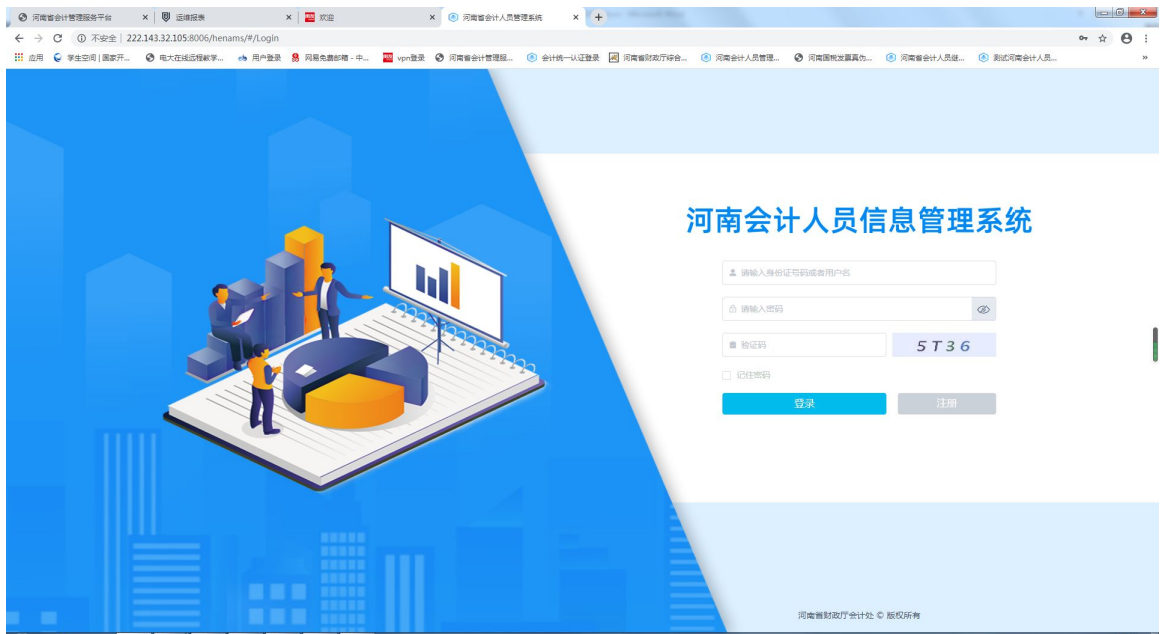 河南省会计管理服务平台
运维报表
欢迎
河南省会计人员管理系统
不安全 | 222.143.32.105:8006/henams/#/Login
应用
学生空间 | 国家开...
电大在线远程教学...
用户登录
网易免费邮箱 - 中...
vpn登录
河南省会计管理服...
会计统一认证登录
河南省财政厅综合...
河南会计人员管理...
河南国税发票真伪...
河南省会计人员继...
测试河南会计人员...
»
河南会计人员信息管理系统
请输入身份证号码或者用户名
请输入密码
验证码
5T36
记住密码
登录
注册
河南省财政厅会计处 © 版权所有